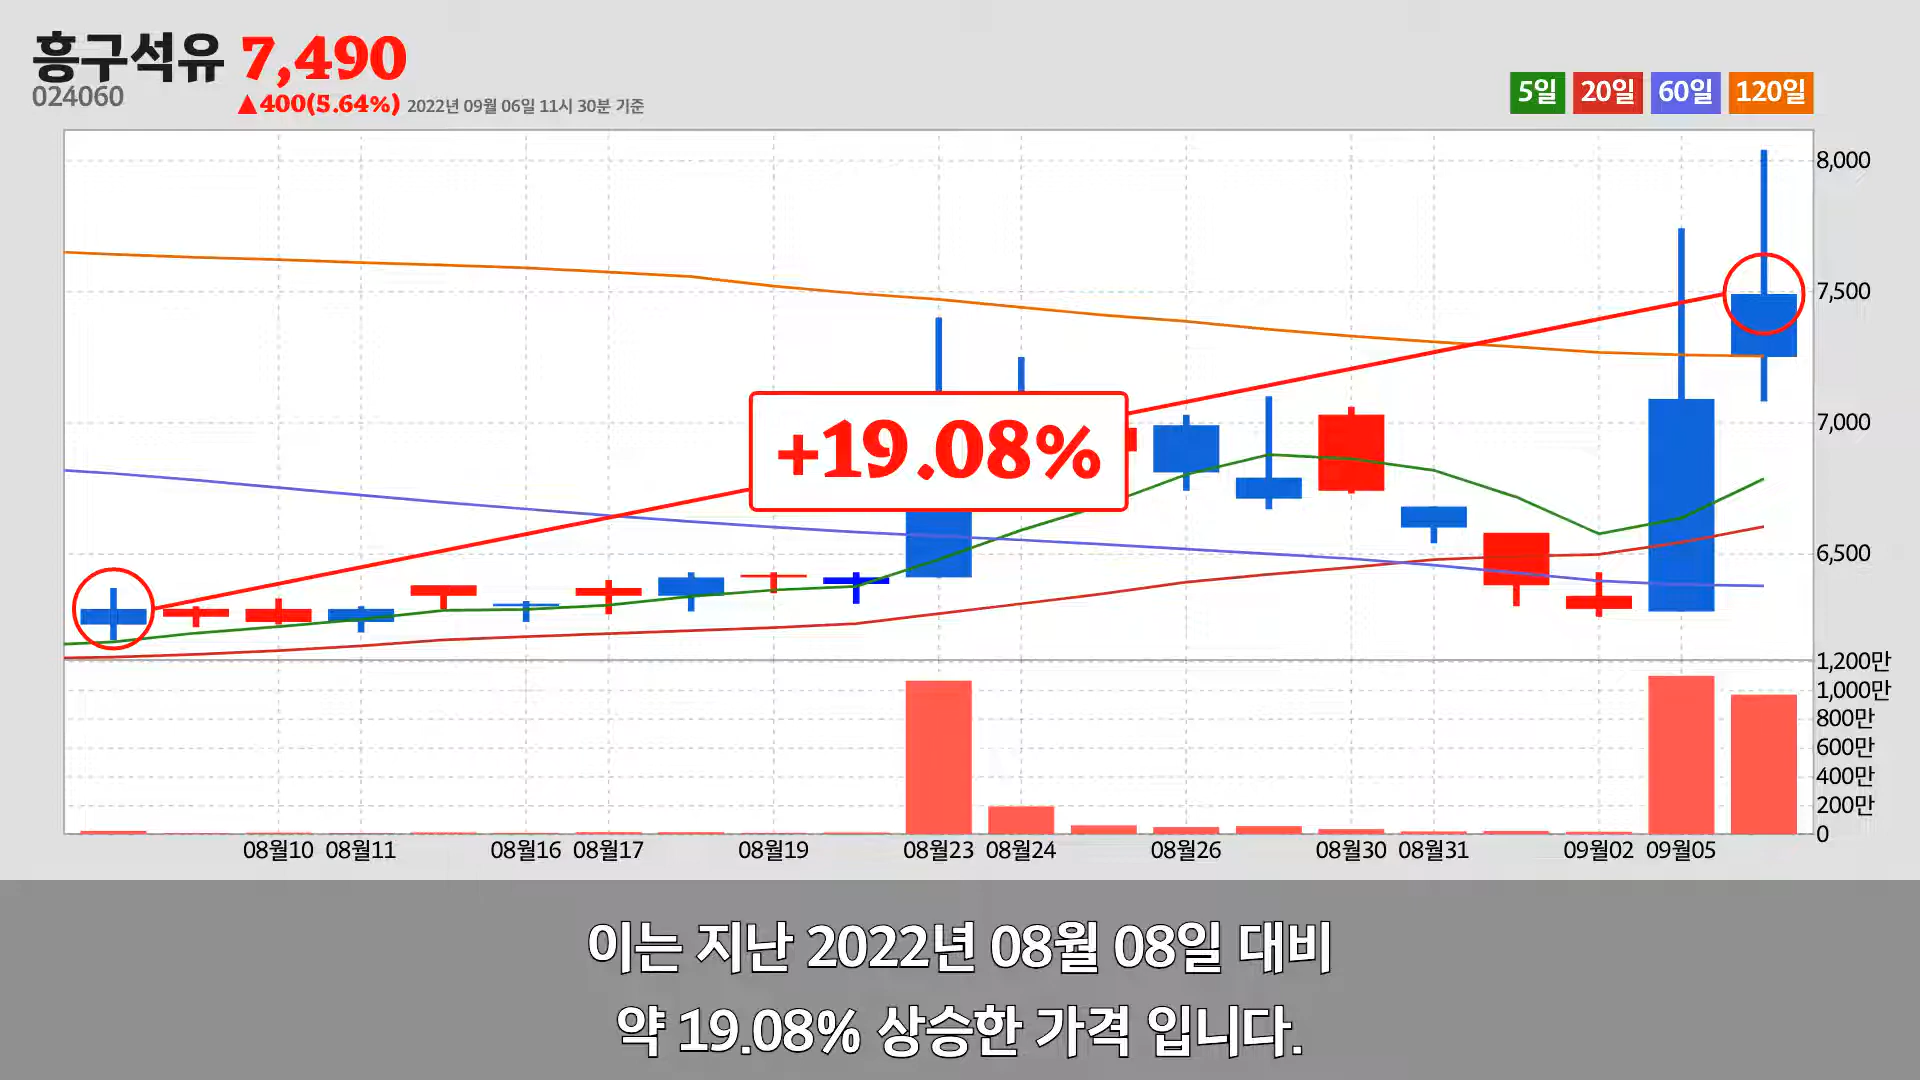 흥구석유 7,490
024060
▲400(5.64%) 2022년 09월 06일 11시 30분 기준
5일 20일 60일 120일
8,000
7,500
7,000
6,500
+19.08%
1,200만
1,000만
800만
600만
400만
200만
0
08월10 08월11 08월16 08월17 08월19 08월23 08월24 08월26 08월30 08월31 09월02 09월05
이는 지난 2022년 08월 08일 대비
약 19.08% 상승한 가격 입니다.